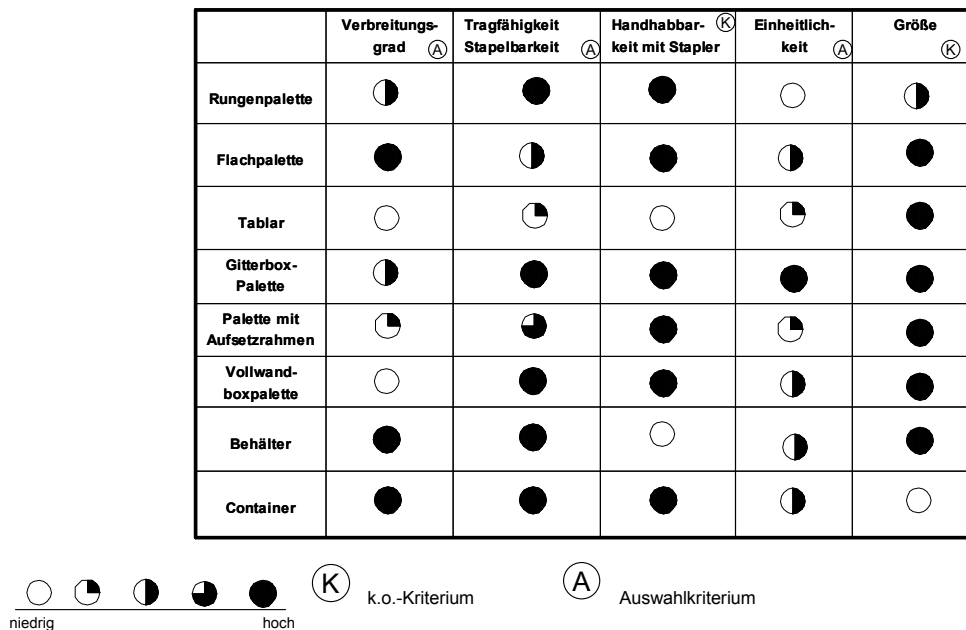 Verbreitungs-
grad Ⓐ
Tragfähigkeit
Stapelbarkeit Ⓐ
Handhabbar- Ⓚ
keit mit Stapler
Einheitlich-
keit Ⓐ
Größe
Ⓚ
Rungenpalette
Flachpalette
Tablar
Gitterbox-
Palette
Palette mit
Aufsetzrahmen
Vollwand-
boxpalette
Behälter
Container
niedrig hoch
Ⓚ k.o.-Kriterium
Ⓐ Auswahlkriterium